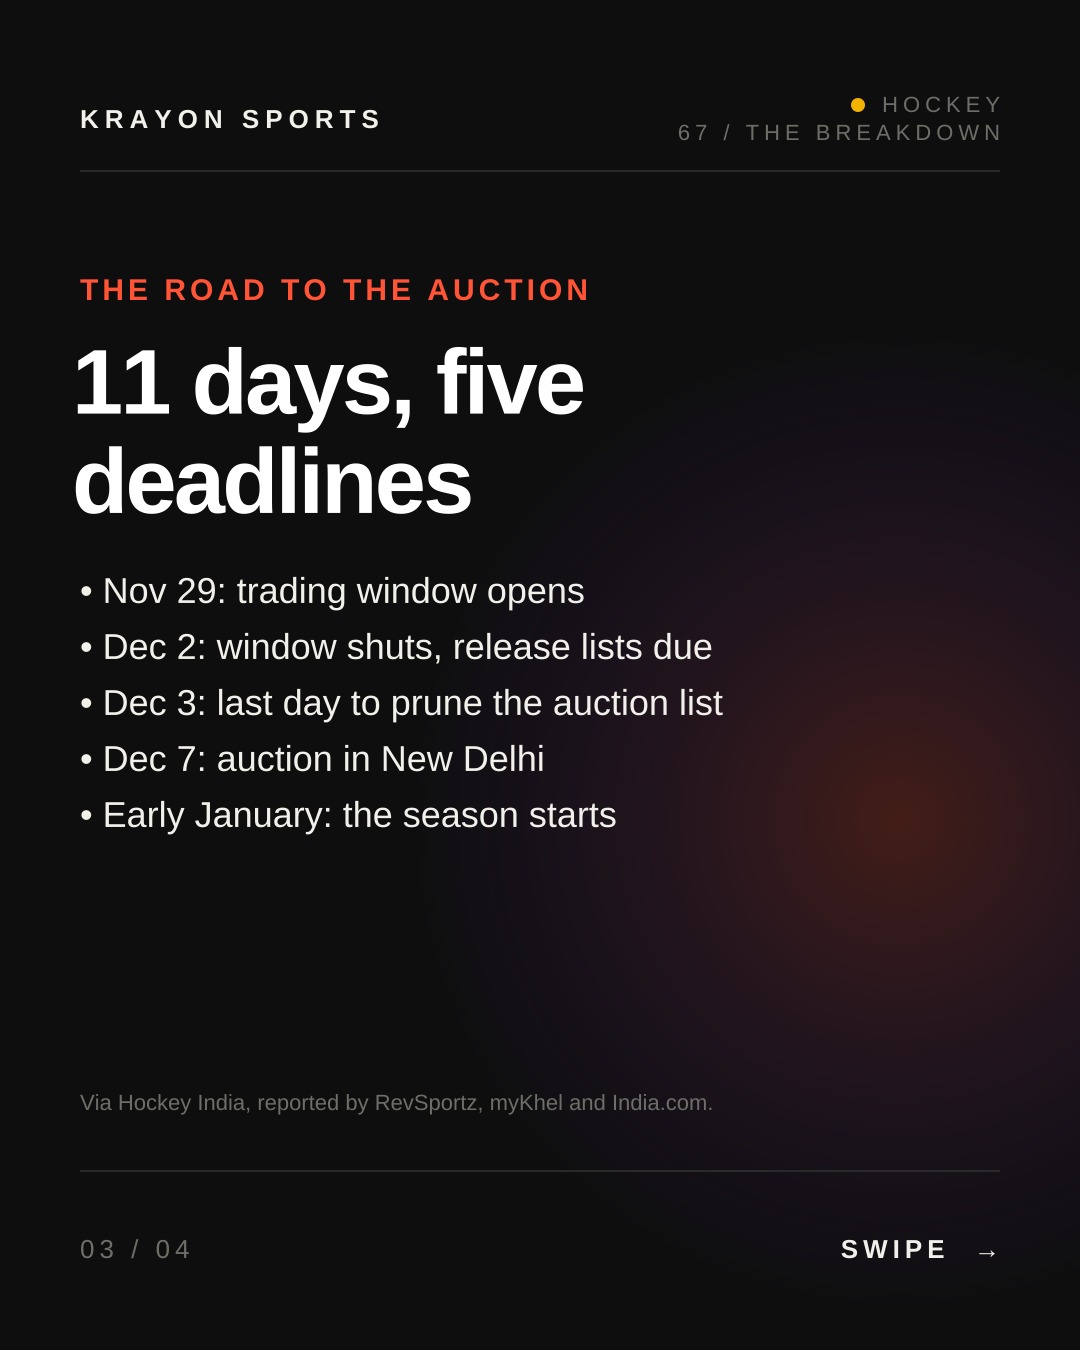 KRAYON SPORTS
HOCKEY
67 / THE BREAKDOWN
THE ROAD TO THE AUCTION
11 days, five
deadlines
• Nov 29: trading window opens
• Dec 2: window shuts, release lists due
• Dec 3: last day to prune the auction list
• Dec 7: auction in New Delhi
• Early January: the season starts
Via Hockey India, reported by RevSportz, myKhel and India.com.
03 / 04
SWIPE →